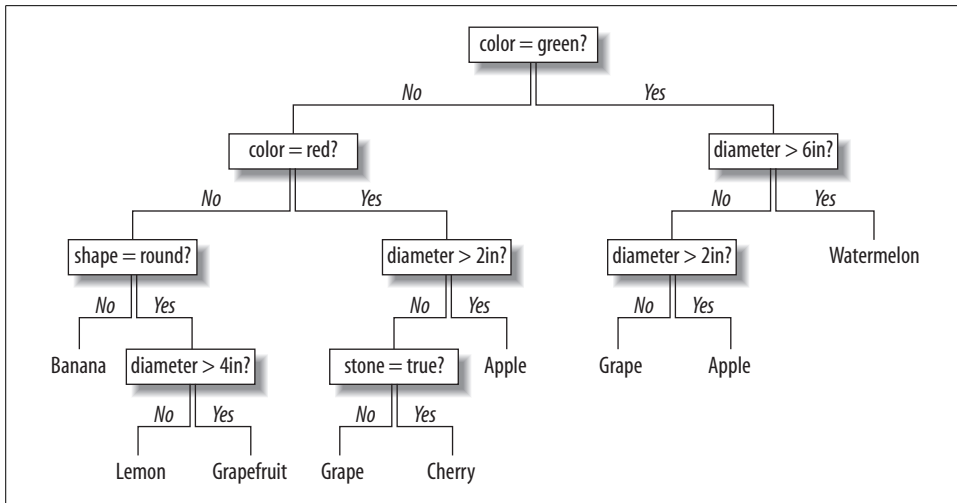 color = green?
No Yes
color = red? diameter > 6in?
No Yes No Yes
shape = round? diameter > 2in? diameter > 2in? Watermelon
No Yes No Yes No Yes
Banana diameter > 4in? stone = true? Apple Grape Apple
No Yes No Yes
Lemon Grapefruit Grape Cherry